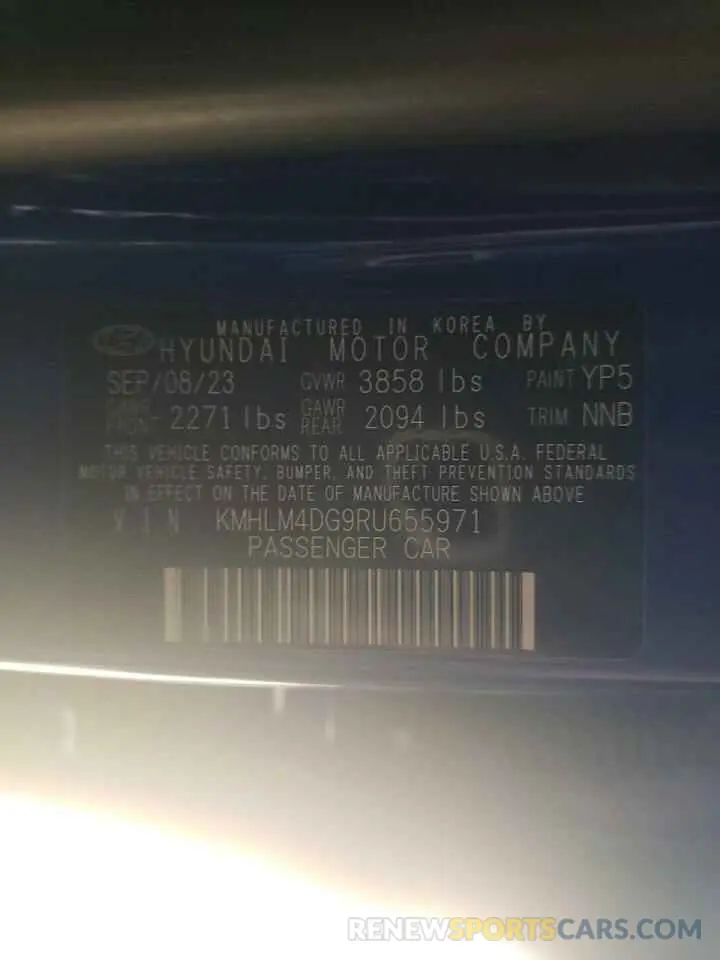 MANUFACTURED IN KOREA BY
HYUNDAI MOTOR COMPANY
SEP/08/23 GVWR 3858 lbs PAINT YP5
GAWR FRONT 2271 lbs GAWR REAR 2094 lbs TRIM NNB
THIS VEHICLE CONFORMS TO ALL APPLICABLE U.S.A. FEDERAL
MOTOR VEHICLE SAFETY, BUMPER, AND THEFT PREVENTION STANDARDS
IN EFFECT ON THE DATE OF MANUFACTURE SHOWN ABOVE
V.I.N KMHLM4DG9RU655971
PASSENGER CAR
RENEWSPORTSCARS.COM